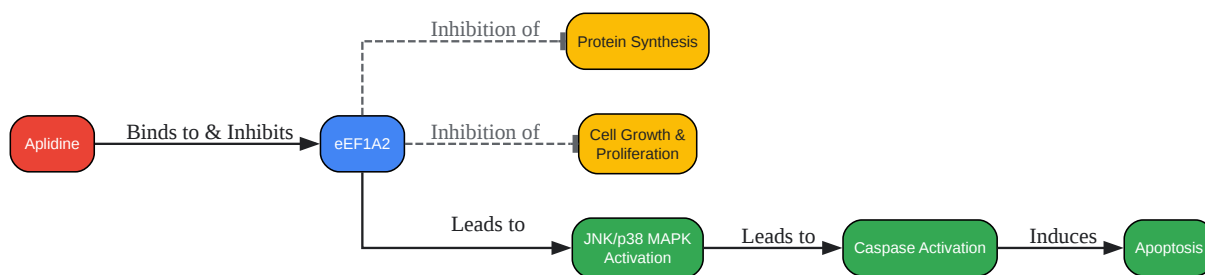 Inhibition of
Protein Synthesis
Aplidine
Binds to & Inhibits
eEF1A2
Inhibition of
Cell Growth &
Proliferation
Leads to
JNK/p38 MAPK
Activation
Leads to
Caspase Activation
Induces
Apoptosis